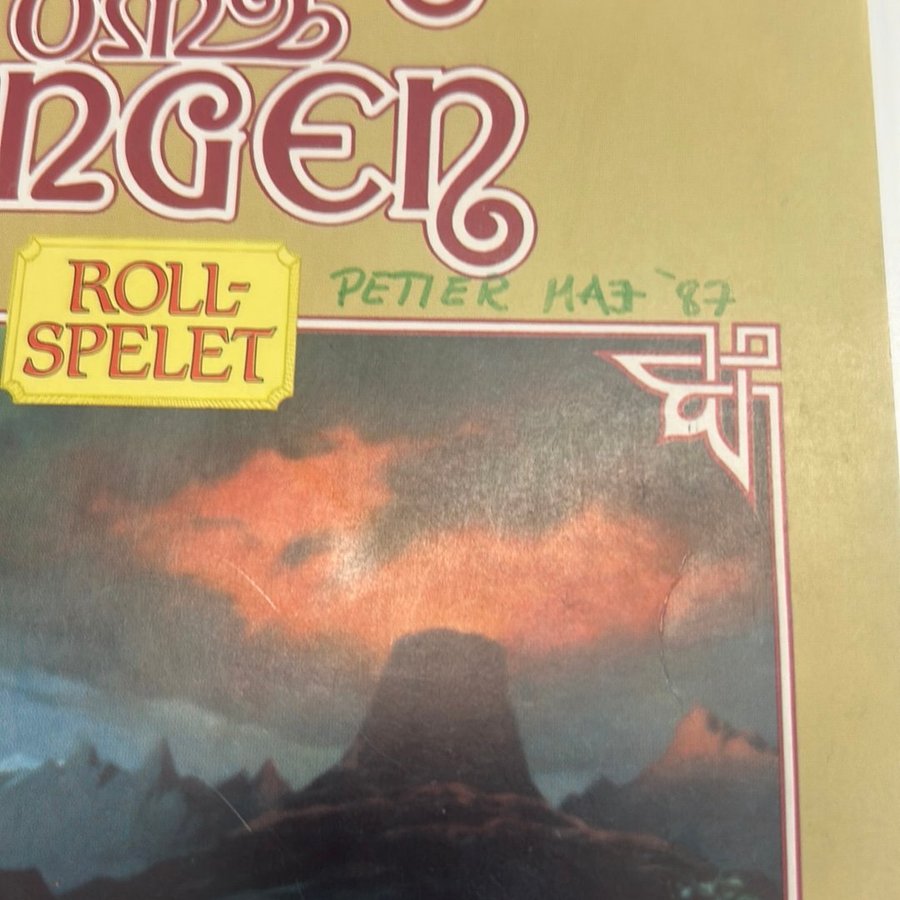 NGEN
ROLL-
SPELET
PETTER MAJ '87